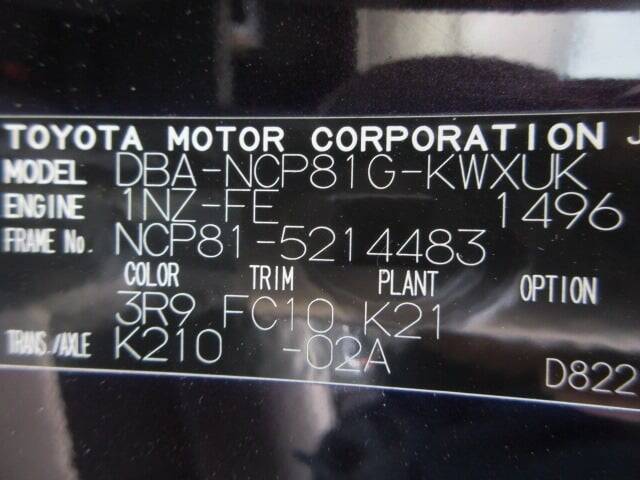 TOYOTA MOTOR CORPORATION J
MODEL DBA-NCP81G-KWXUK
ENGINE 1NZ-FE 1496
FRAME No. NCP81-5214483
COLOR TRIM PLANT OPTION
3R9 FC10 K21
TRANS./AXLE K210 -02A
D822